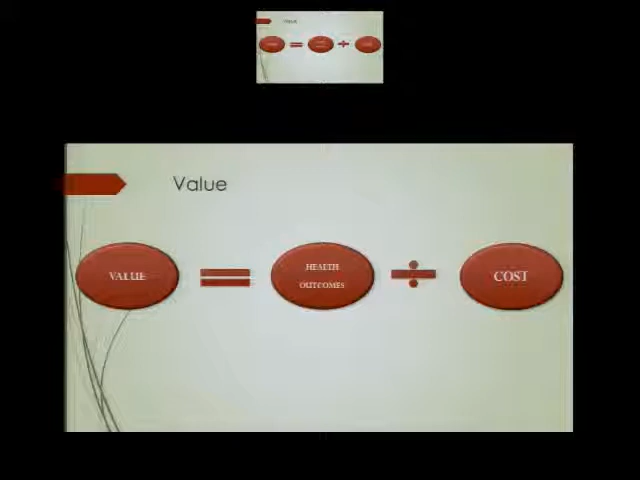 Value
VALUE
HEALTH
OUTCOMES
COST